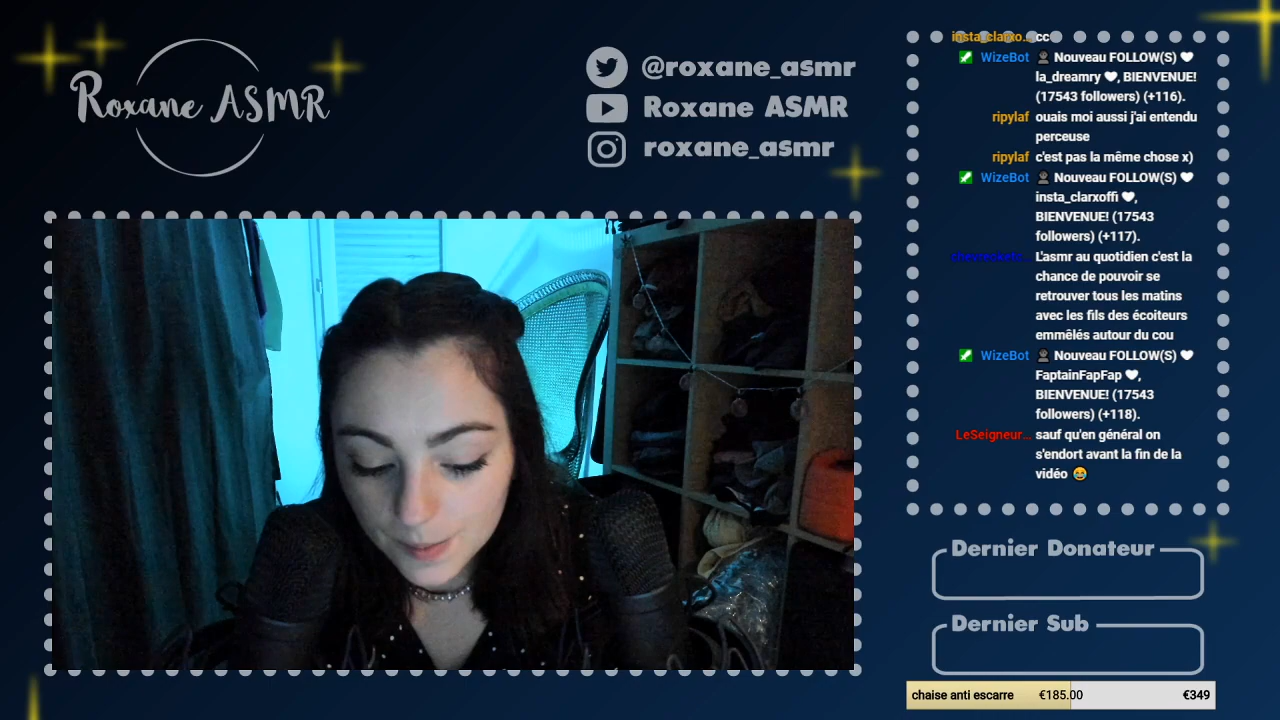 Roxane ASMR
@roxane_asmr
Roxane ASMR
roxane_asmr
insta_clarxo... cc
WizeBot Nouveau FOLLOW(S)
la_dreamry, BIENVENUE!
(17543 followers) (+116).
ripylaf ouais moi aussi j'ai entendu
perceuse
ripylaf c'est pas la même chose x)
WizeBot Nouveau FOLLOW(S)
insta_clarxoffi,
BIENVENUE! (17543
followers) (+117).
L'asmr au quotidien c'est la
chance de pouvoir se
retrouver tous les matins
avec les fils des écoiteurs
emmêlés autour du cou
WizeBot Nouveau FOLLOW(S)
FaptainFapFap,
BIENVENUE! (17543
followers) (+118).
LeSeigneur... sauf qu'en général on
s'endort avant la fin de la
vidéo 😂
Dernier Donateur
Dernier Sub
chaise anti escarre €185.00 €349